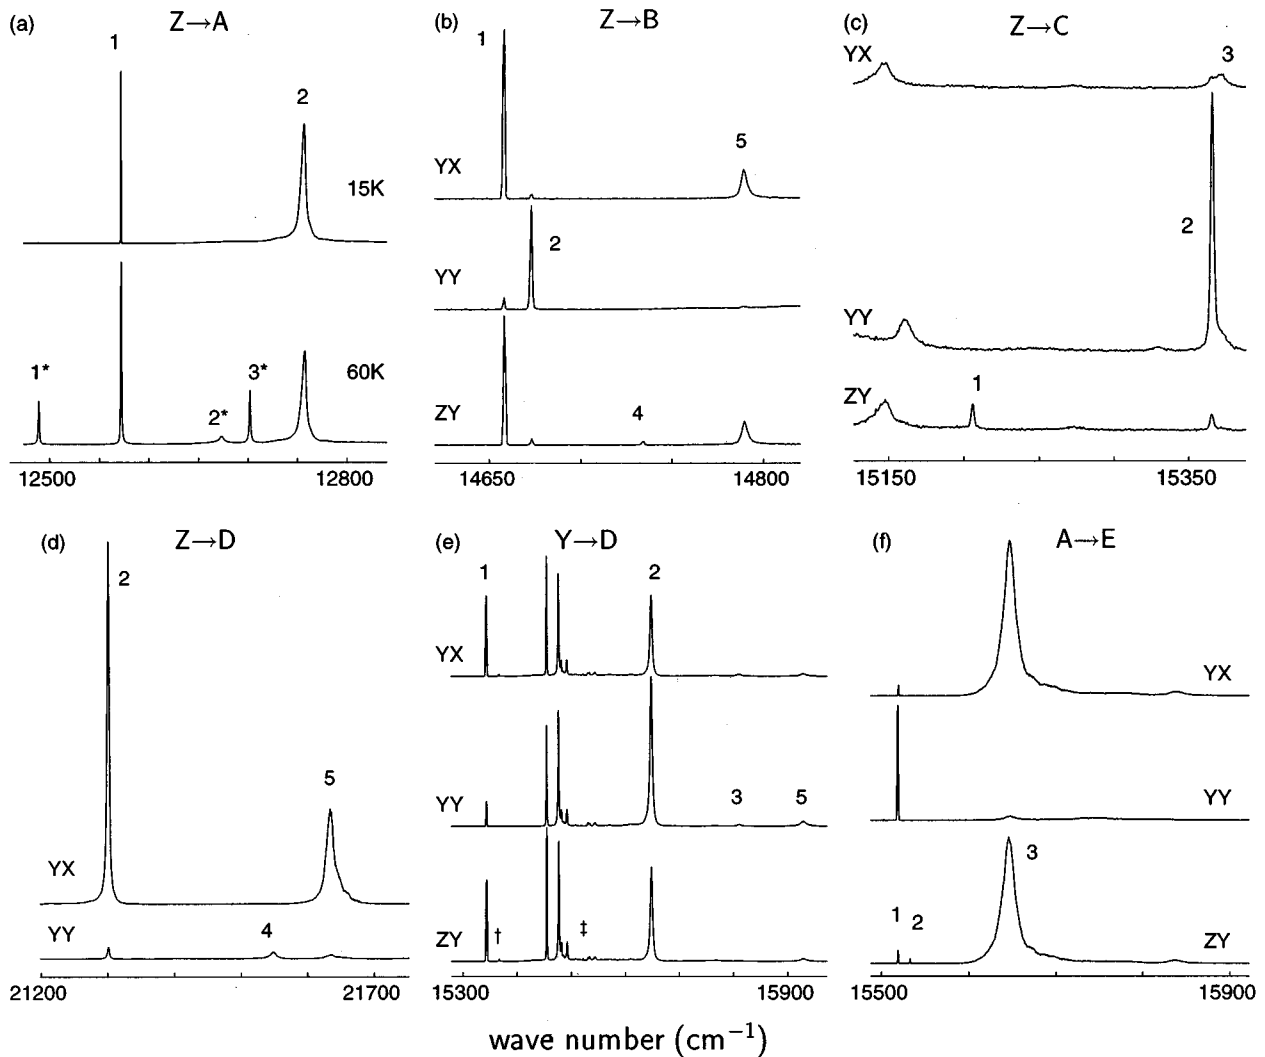 (a) Z→A
1
2
15K
1*
2*
3*
60K
12500 12800
(b) Z→B
1
YX
5
YY
2
ZY
4
14650 14800
(c) Z→C
YX
3
2
YY
ZY
1
15150 15350
(d) Z→D
2
5
YX
YY
4
21200 21700
(e) Y→D
1
2
YX
YY
3
5
ZY
†
‡
15300 15900
(f) A→E
YX
YY
3
1
2
ZY
15500 15900
wave number (cm⁻¹)